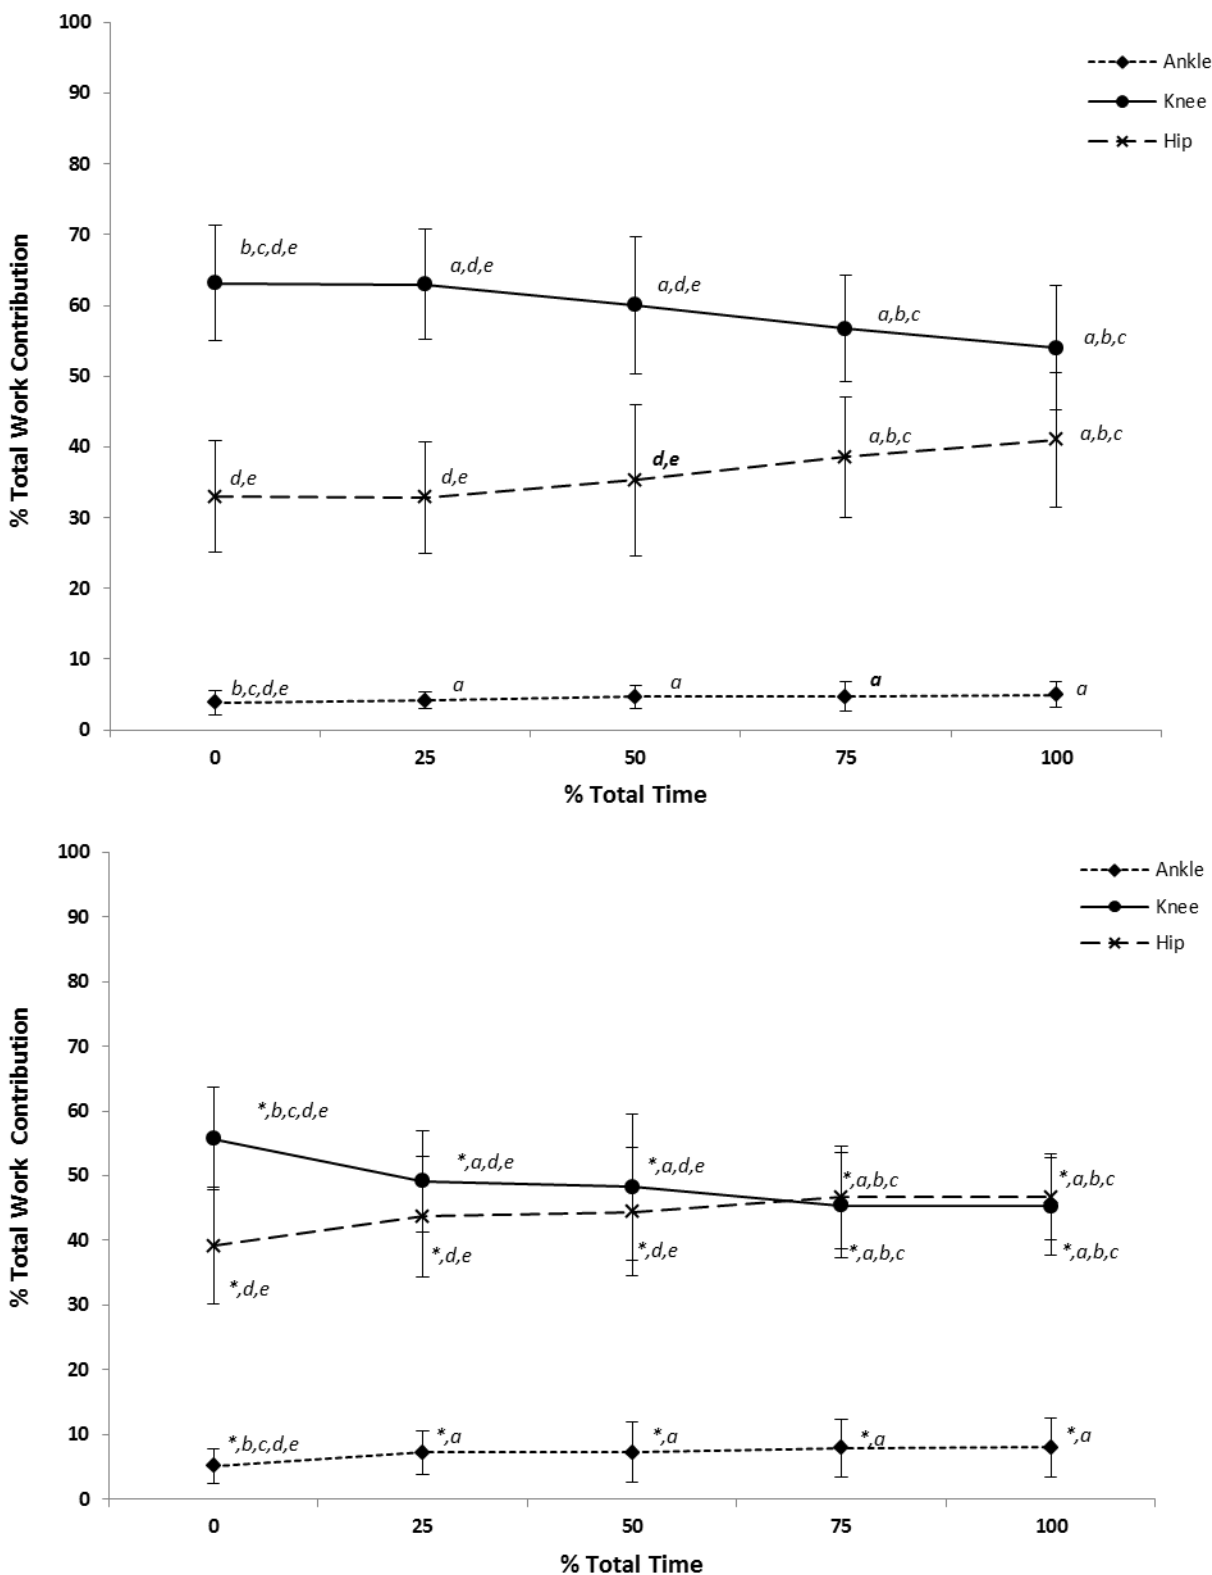 100
90
80
70
60
50
40
30
20
10
0
% Total Work Contribution
Ankle
Knee
Hip
b,c,d,e
a,d,e
a,d,e
a,b,c
a,b,c
d,e
d,e
d,e
a,b,c
a,b,c
b,c,d,e
a
a
a
a
0 25 50 75 100
% Total Time
100
90
80
70
60
50
40
30
20
10
0
% Total Work Contribution
Ankle
Knee
Hip
*,b,c,d,e
*,a,d,e
*,a,d,e
*,a,b,c
*,a,b,c
*,d,e
*,d,e
*,d,e
*,a,b,c
*,a,b,c
*,b,c,d,e
*,a
*,a
*,a
*,a
0 25 50 75 100
% Total Time